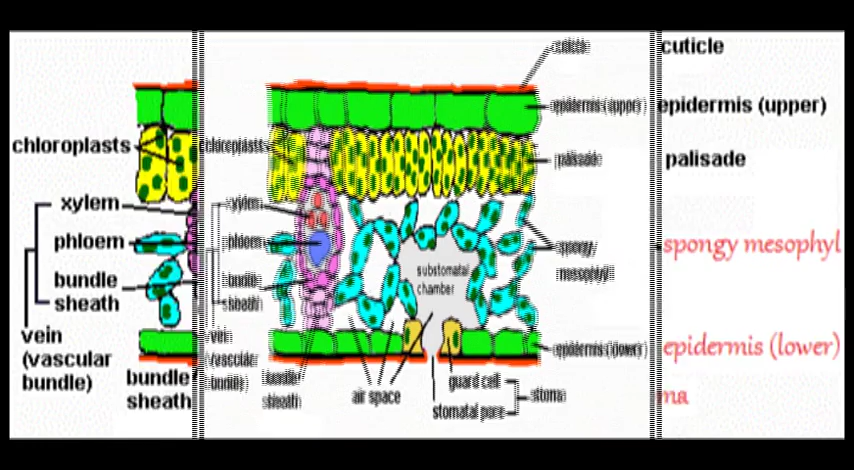 cuticle
cuticle
epidermis (upper)
epidermis (upper)
chloroplasts
chloroplasts
palisade
palisade
xylem
xylem
phloem
phloem
spongy
mesophyll
spongy mesophyl
bundle
sheath
bundle
sheath
substomatal
chamber
vein
(vascular
bundle)
vein
(vascular
bundle)
epidermis (lower)
epidermis (lower)
bundle
sheath
bundle
sheath
air space
guard cell
stomatal pore
stoma
ma